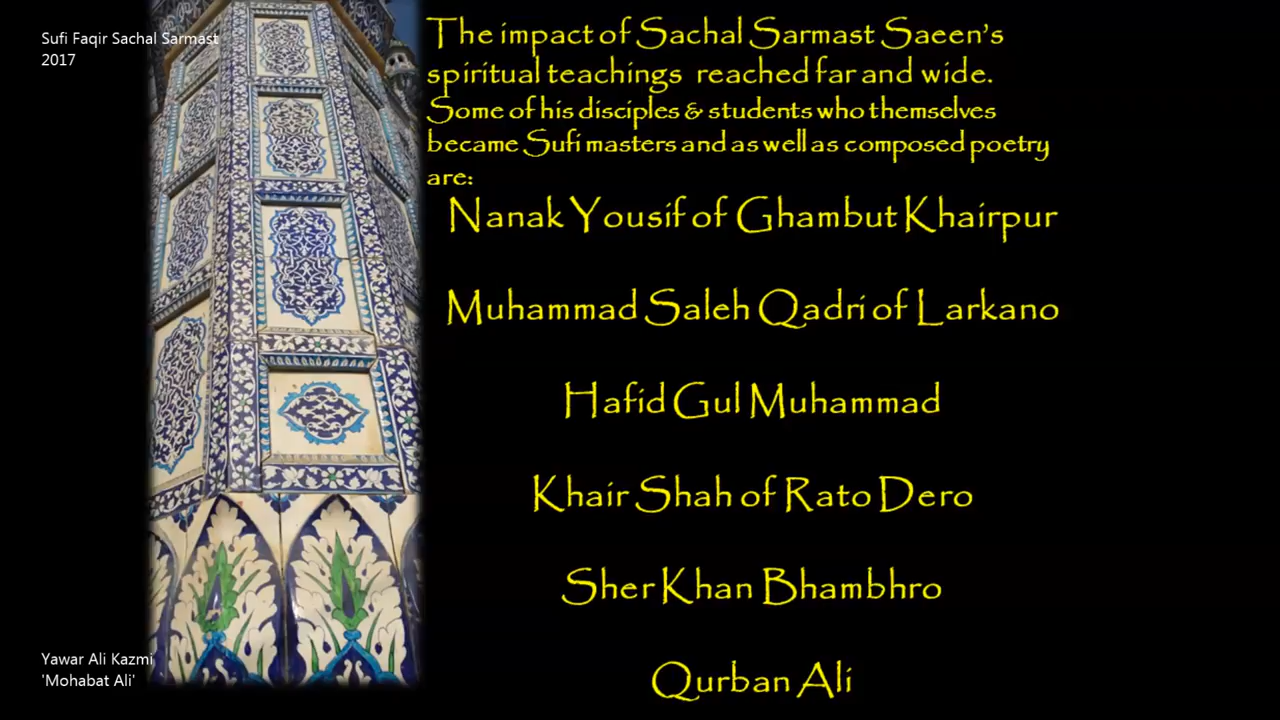 Sufi Faqir Sachal Sarmast
2017
The impact of Sachal Sarmast Saeen’s
spiritual teachings reached far and wide.
Some of his disciples & students who themselves
became Sufi masters and as well as composed poetry
are:
Nanak Yousif of Ghambut Khairpur
Muhammad Saleh Qadri of Larkano
Hafid Gul Muhammad
Khair Shah of Rato Dero
Sher Khan Bhambhro
Qurban Ali
Yawar Ali Kazmi
'Mohabat Ali'